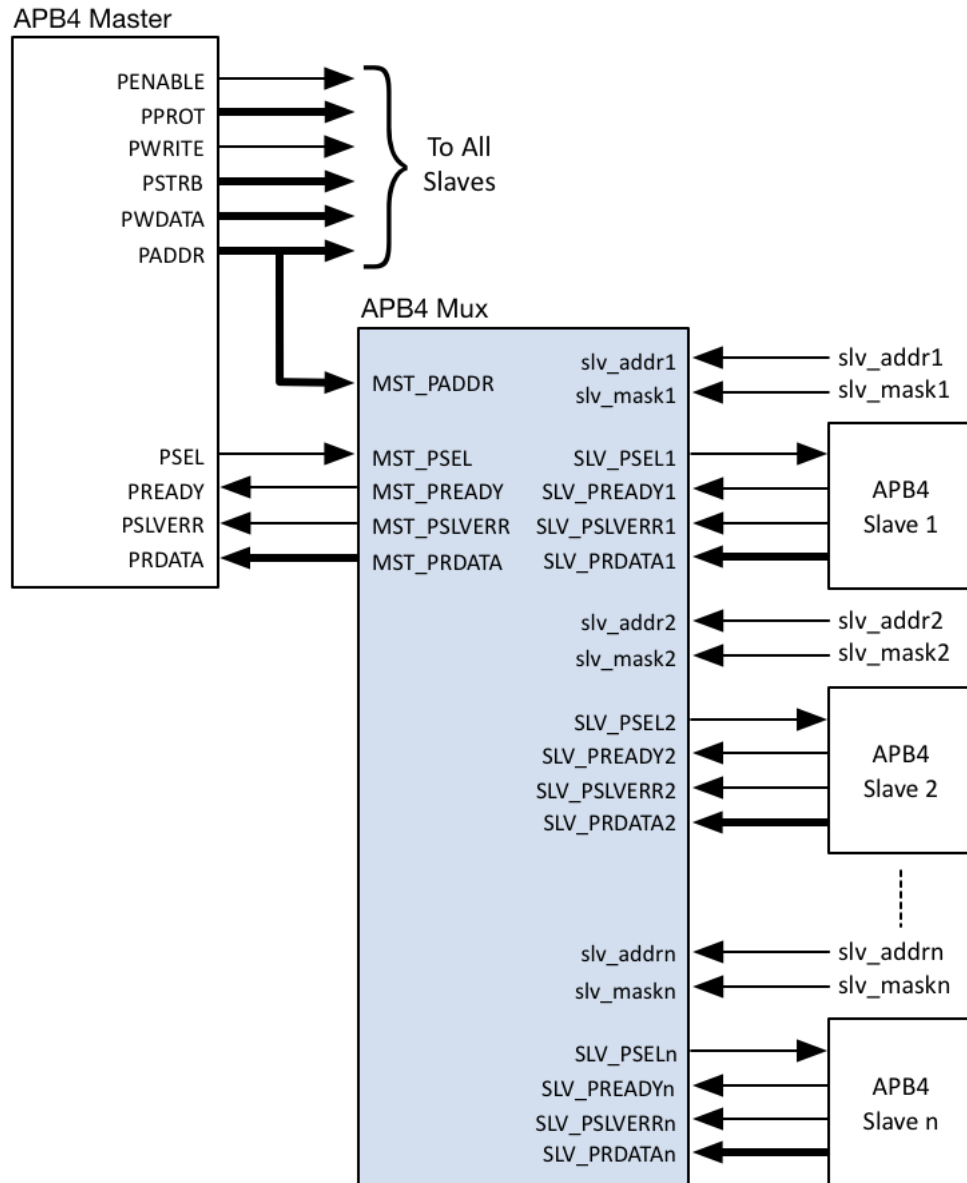 APB4 Master
PENABLE
PPROT
PWRITE
PSTRB
PWDATA
PADDR
To All
Slaves
APB4 Mux
MST_PADDR
slv_addr1
slv_addr1
slv_mask1
slv_mask1
PSEL
MST_PSEL
SLV_PSEL1
PREADY
MST_PREADY
SLV_PREADY1
PSLVERR
MST_PSLVERR
SLV_PSLVERR1
PRDATA
MST_PRDATA
SLV_PRDATA1
APB4
Slave 1
slv_addr2
slv_addr2
slv_mask2
slv_mask2
SLV_PSEL2
SLV_PREADY2
SLV_PSLVERR2
SLV_PRDATA2
APB4
Slave 2
slv_addrn
slv_addrn
slv_maskn
slv_maskn
SLV_PSELn
SLV_PREADYn
SLV_PSLVERRn
SLV_PRDATAn
APB4
Slave n